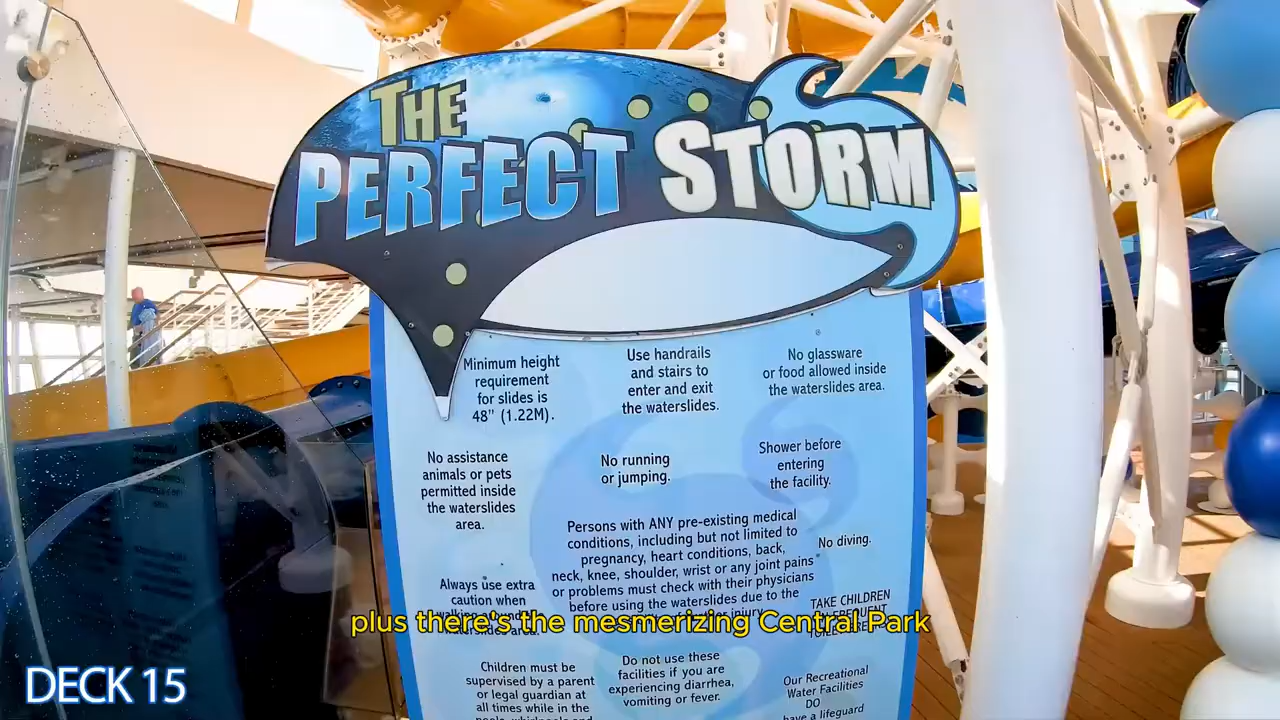 THE
PERFECT STORM
Minimum height
requirement
for slides is
48" (1.22M).
Use handrails
and stairs to
enter and exit
the waterslides.
No glassware
or food allowed inside
the waterslides area.
No assistance
animals or pets
permitted inside
the waterslides
area.
No running
or jumping.
Shower before
entering
the facility.
Persons with ANY pre-existing medical
conditions, including but not limited to
pregnancy, heart conditions, back,
neck, knee, shoulder, wrist or any joint pains
or problems must check with their physicians
before using the waterslides due to the
injury.
No diving.
Always use extra
caution when
area.
TAKE CHILDREN
plus there's the mesmerizing Central Park
Children must be
supervised by a parent
or legal guardian at
all times while in the
Do not use these
facilities if you are
experiencing diarrhea,
vomiting or fever.
Our Recreational
Water Facilities
DO
have a lifeguard
DECK 15